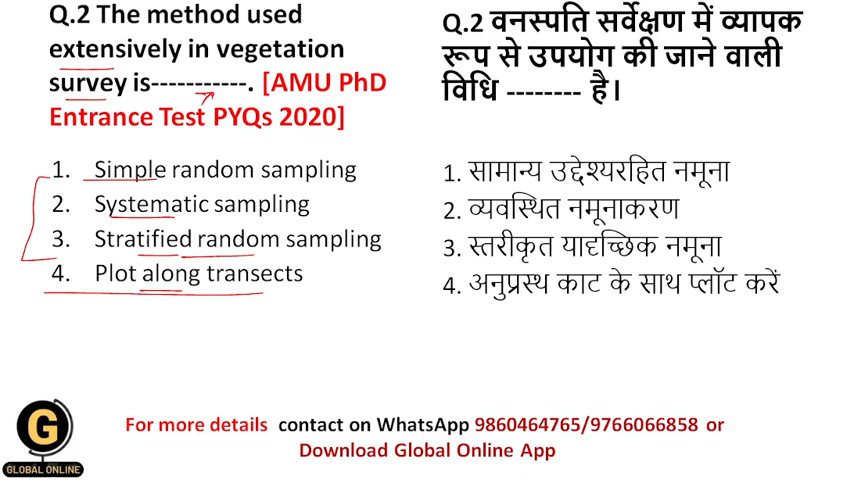 Q.2 The method used
extensively in vegetation
survey is-----------. [AMU PhD
Entrance Test PYQs 2020]
1. Simple random sampling
2. Systematic sampling
3. Stratified random sampling
4. Plot along transects
Q.2 वनस्पति सर्वेक्षण में व्यापक
रूप से उपयोग की जाने वाली
विधि -------- है।
1. सामान्य उद्देश्यरहित नमूना
2. व्यवस्थित नमूनाकरण
3. स्तरीकृत यादृच्छिक नमूना
4. अनुप्रस्थ काट के साथ प्लॉट करें
G
GLOBAL ONLINE
For more details contact on WhatsApp 9860464765/9766066858 or
Download Global Online App